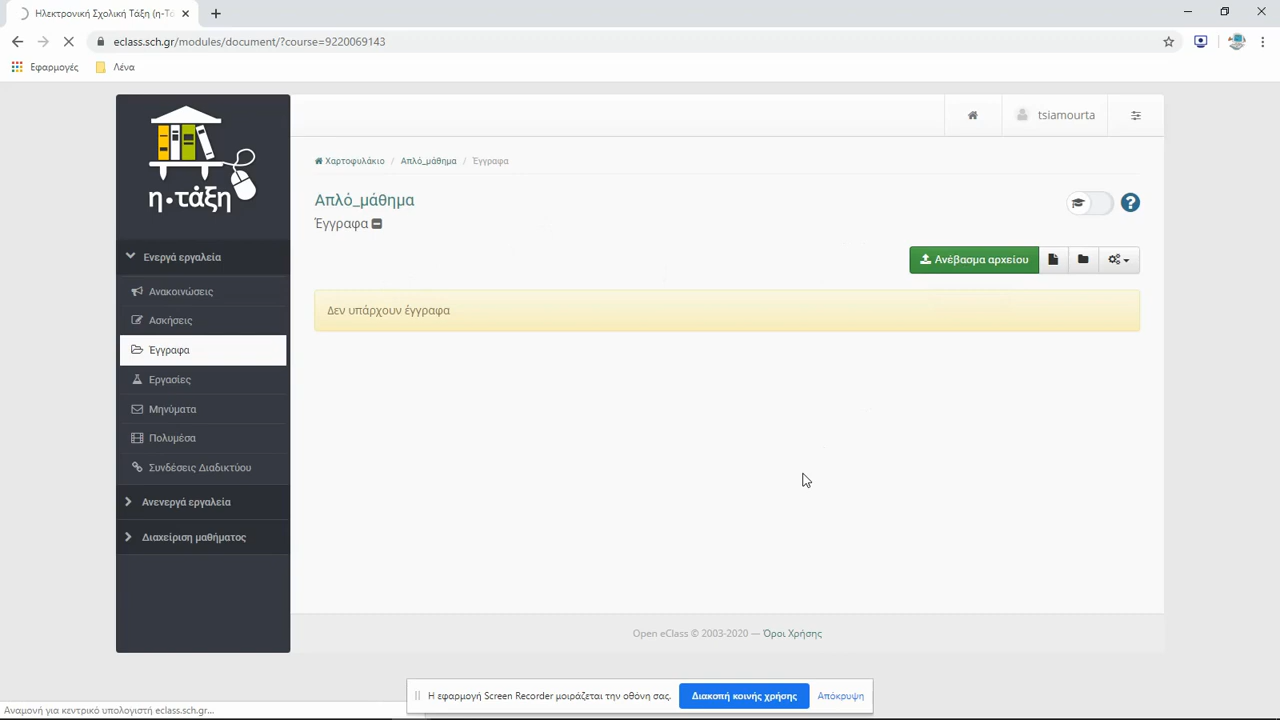 Ηλεκτρονική Σχολική Τάξη (η-Τά
eclass.sch.gr/modules/document/?course=9220069143
Εφαρμογές
Λένα
η·τάξη
tsiamourta
Χαρτοφυλάκιο / Απλό_μάθημα / Έγγραφα
Απλό_μάθημα
Έγγραφα
Ανέβασμα αρχείου
Δεν υπάρχουν έγγραφα
Ενεργά εργαλεία
Ανακοινώσεις
Ασκήσεις
Έγγραφα
Εργασίες
Μηνύματα
Πολυμέσα
Συνδέσεις Διαδικτύου
Ανενεργά εργαλεία
Διαχείριση μαθήματος
Open eClass © 2003-2020 — Όροι Χρήσης
Η εφαρμογή Screen Recorder μοιράζεται την οθόνη σας.
Διακοπή κοινής χρήσης
Απόκρυψη
Αναμονή για κεντρικό υπολογιστή eclass.sch.gr...